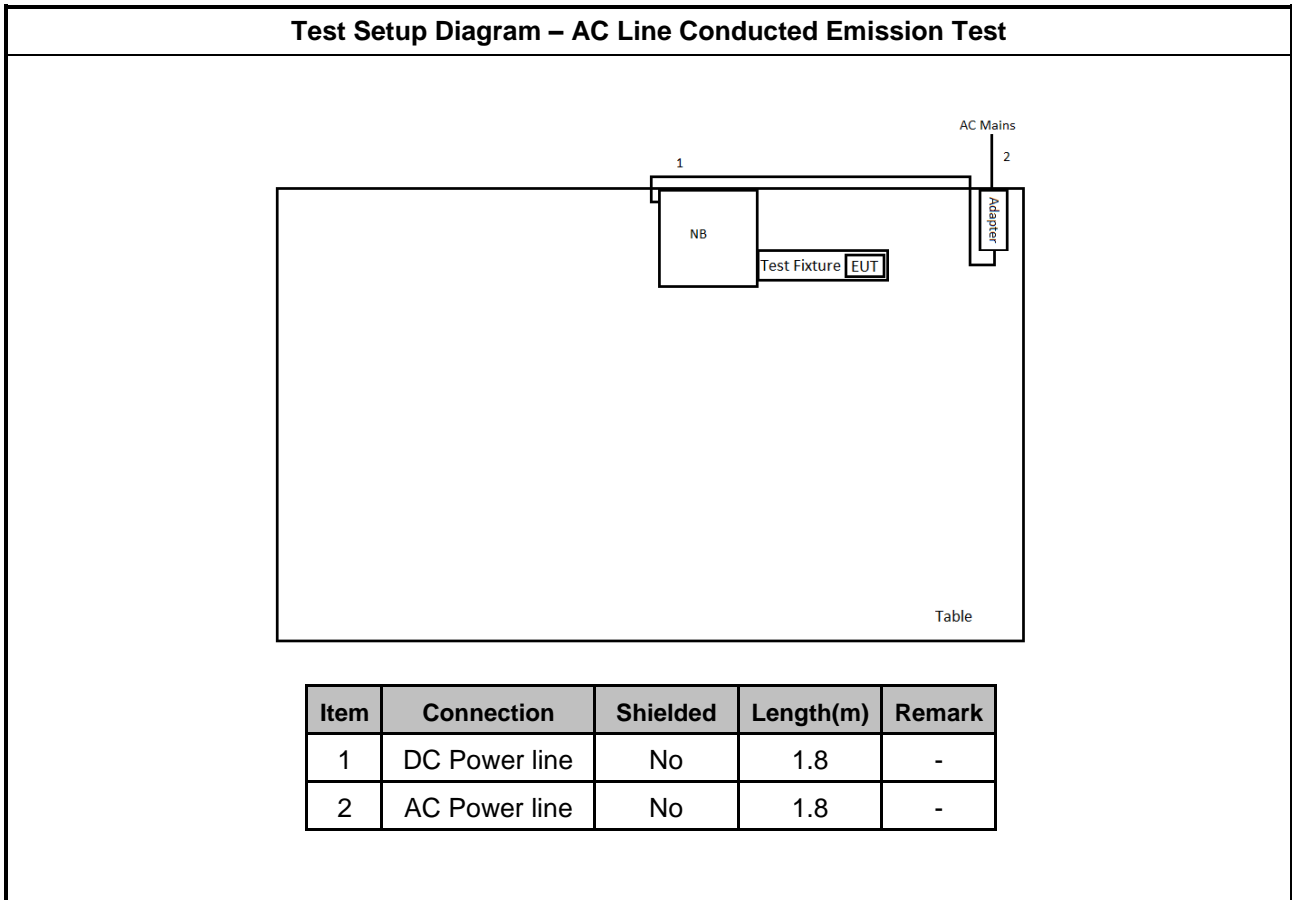 Test Setup Diagram – AC Line Conducted Emission Test
AC Mains
1
2
Adapter
NB
Test Fixture EUT
Table
Item Connection Shielded Length(m) Remark
1 DC Power line No 1.8 -
2 AC Power line No 1.8 -